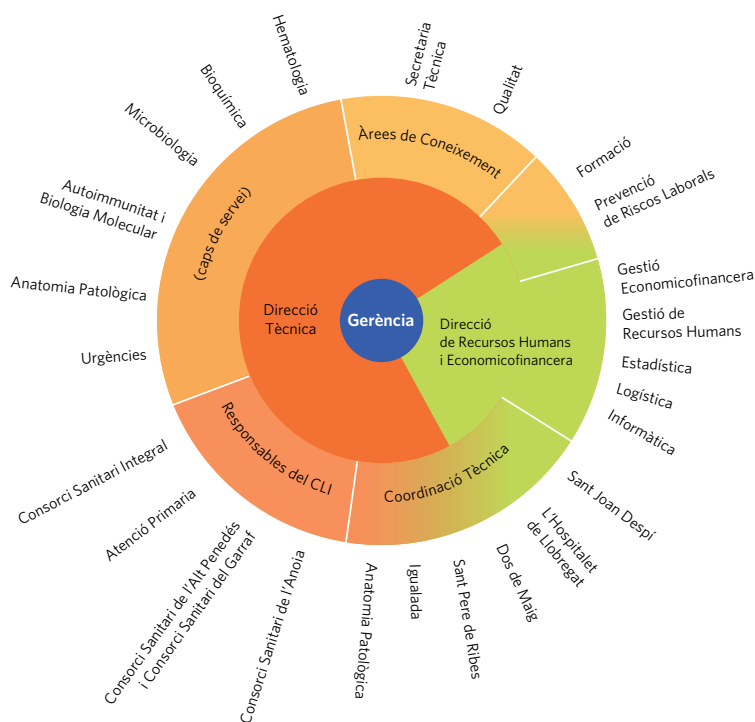 Hematologia
Bioquímica
Microbiologia
Autoimmunitat i
Biologia Molecular
Anatomia Patològica
Urgències
(caps de servei)
Secretaria
Tècnica
Qualitat
Àrees de Coneixement
Formació
Prevenció
de Riscos Laborals
Gestió
Economicofinancera
Gestió de
Recursos Humans
Estadística
Logística
Informàtica
Direcció
Tècnica
Gerència
Direcció
de Recursos Humans
i Economicofinancera
Responsables del CLI
Coordinació Tècnica
Consorci Sanitari Integral
Atenció Primaria
Consorci Sanitari de l'Alt Penedés
i Consorci Sanitari del Garraf
Consorci Sanitari de l'Anoia
Anatomia Patològica
Igualada
Sant Pere de Ribes
Dos de Maig
L'Hospitalet
de Llobregat
Sant Joan Despí